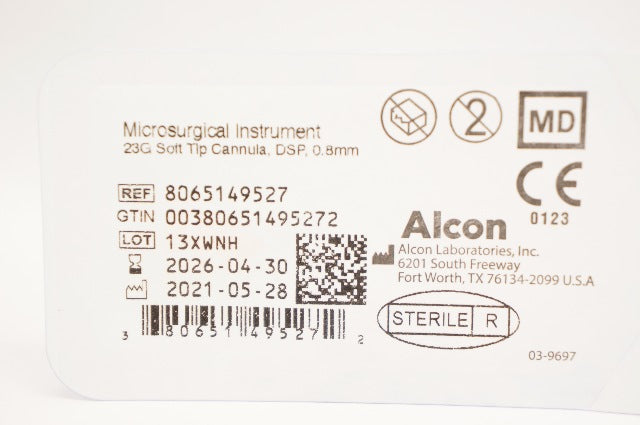 Microsurgical Instrument
23G Soft Tip Cannula, DSP, 0.8mm
REF 8065149527
GTIN 00380651495272
LOT 13XWNH
2026-04-30
2021-05-28
3 80651 49527 2
2
MD
CE
0123
Alcon
Alcon Laboratories, Inc.
6201 South Freeway
Fort Worth, TX 76134-2099 U.S.A
STERILE R
03-9697